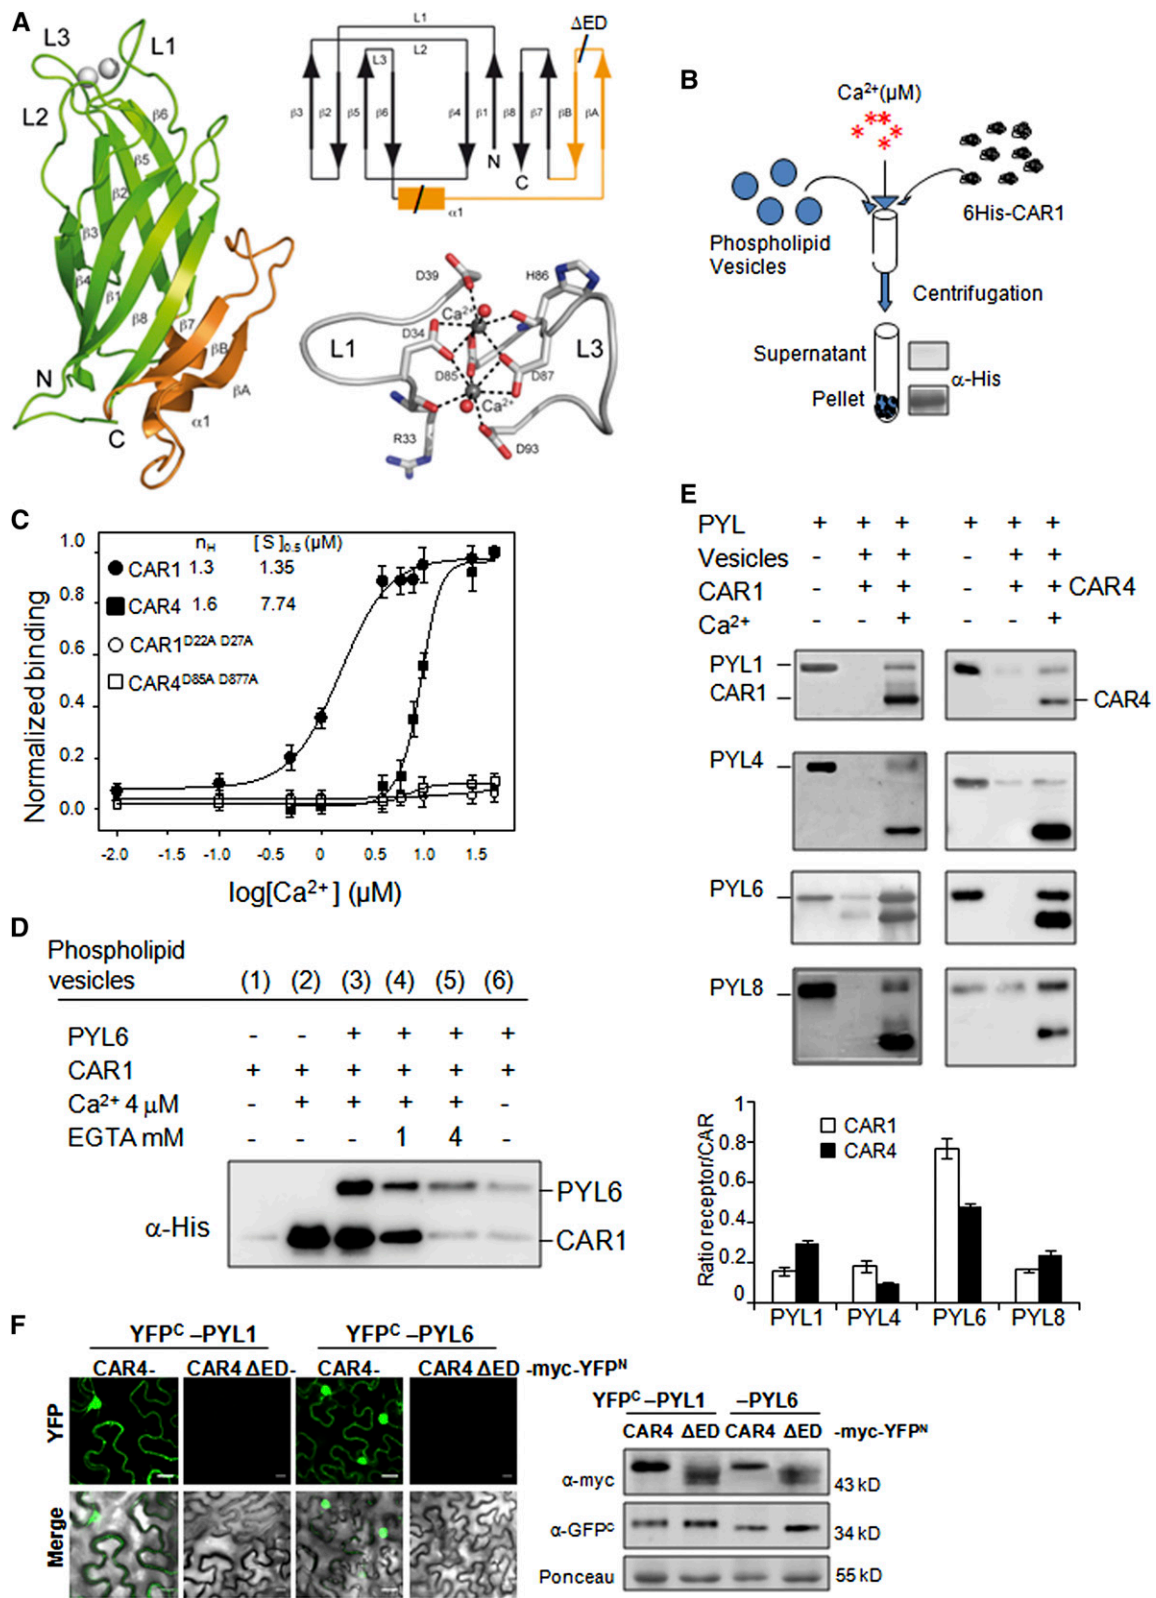 A
L3
L1
L2
β6
β5
β2
β3
β4
β1
β8
β7
βB
βA
α1
N
C
L1
L2
L3
ΔED
β3
β2
β5
β6
β4
β1
β8
β7
βB
βA
N
C
α1
D39
H86
Ca²⁺
D34
L1
L3
D85
D87
Ca²⁺
R33
D93
B
Ca²⁺(μM)
6His-CAR1
Phospholipid
Vesicles
Centrifugation
Supernatant
α-His
Pellet
C
Normalized binding
1.0
0.8
0.6
0.4
0.2
0.0
n_H [S]0.5 (μM)
CAR1 1.3 1.35
CAR4 1.6 7.74
CAR1 D22A D27A
CAR4 D85A D877A
-2.0 -1.5 -1.0 -0.5 0 0.5 1.0 1.5
log[Ca²⁺] (μM)
D
Phospholipid
vesicles (1) (2) (3) (4) (5) (6)
PYL6 - - + + + +
CAR1 + + + + + +
Ca²⁺ 4 μM - + + + + -
EGTA mM - - - 1 4 -
α-His
PYL6
CAR1
E
PYL + + + + + +
Vesicles - + + - + +
CAR1 - + + - + + CAR4
Ca²⁺ - - + - - +
PYL1
CAR1
CAR4
PYL4
PYL6
PYL8
Ratio receptor/CAR
1
0.8
0.6
0.4
0.2
0
CAR1
CAR4
PYL1 PYL4 PYL6 PYL8
F
YFPᶜ –PYL1 YFPᶜ –PYL6
CAR4- CAR4 ΔED- CAR4- CAR4 ΔED -myc-YFPᴺ
YFP
Merge
YFPᶜ –PYL1 –PYL6
CAR4 ΔED CAR4 ΔED -myc-YFPᴺ
α-myc 43 kD
α-GFPᶜ 34 kD
Ponceau 55 kD